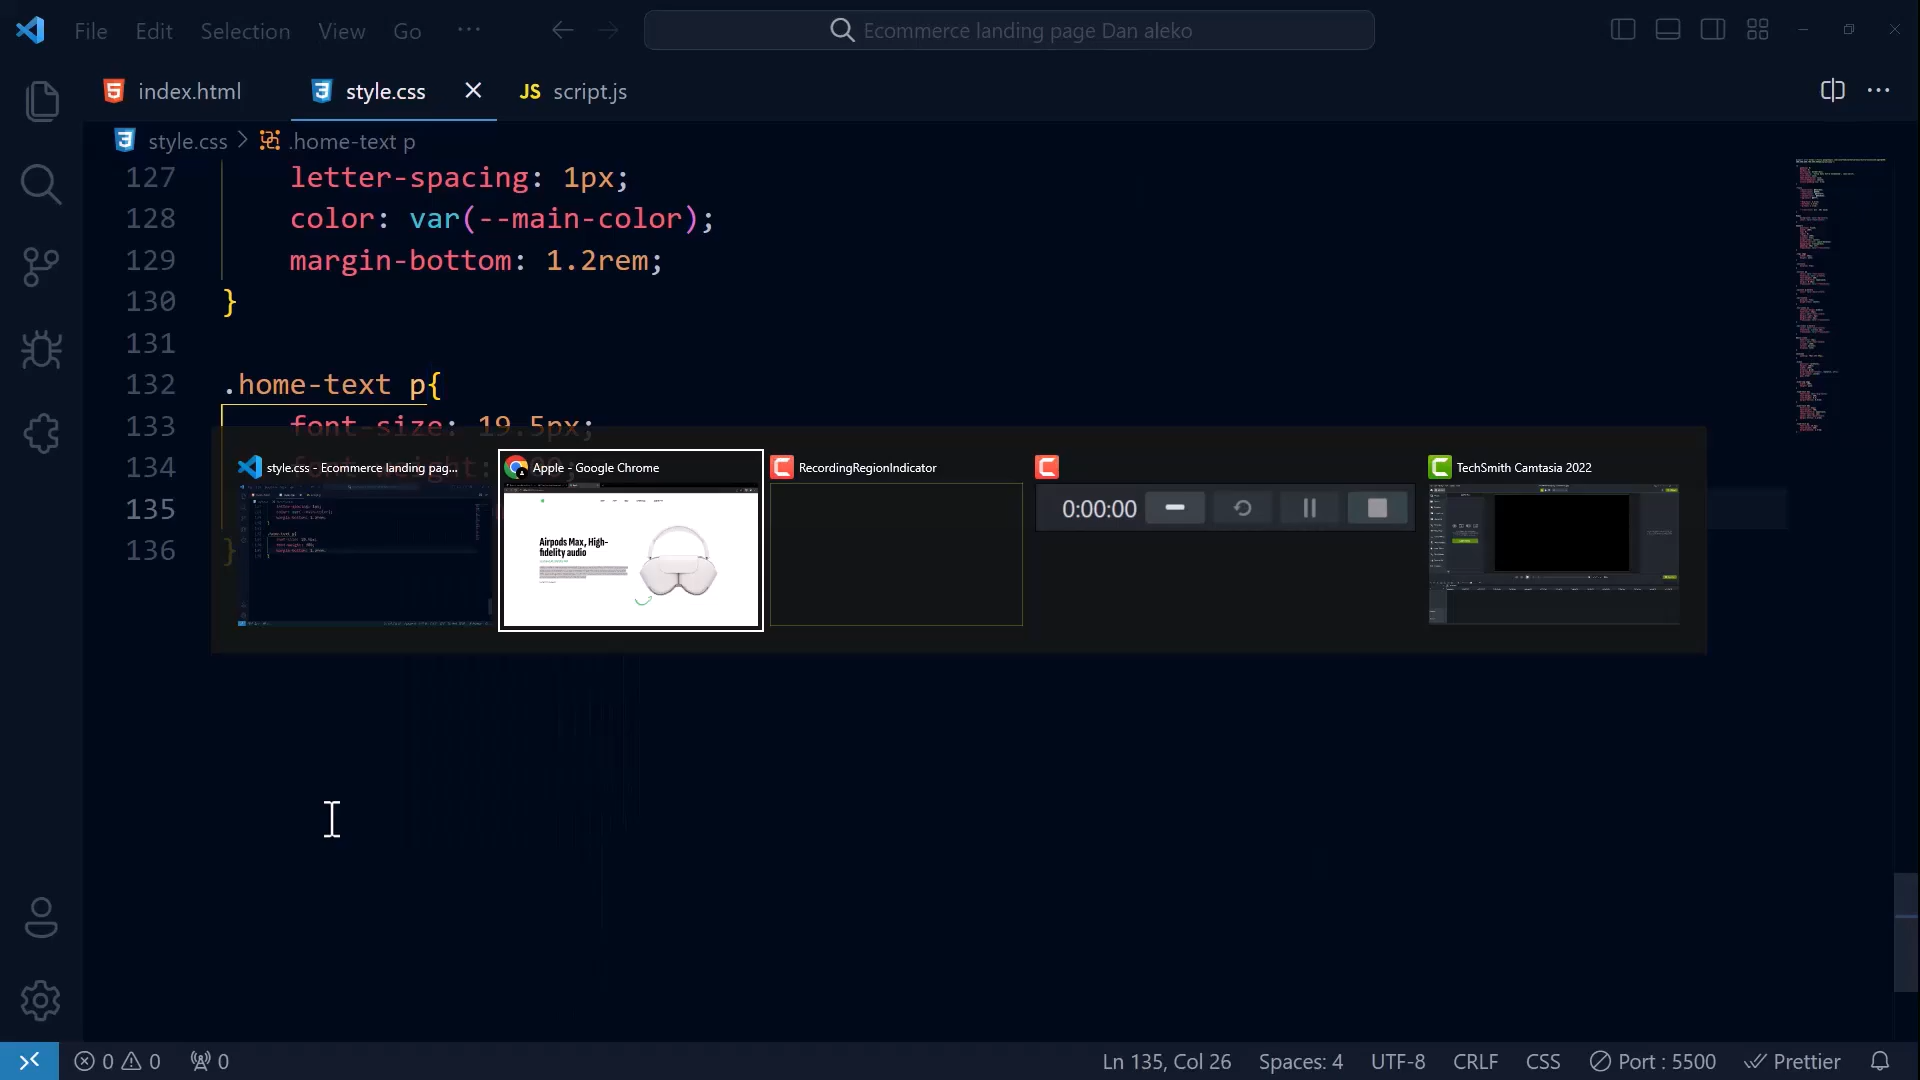 File Edit Selection View Go ··· Ecommerce landing page Dan aleko
index.html style.css JS script.js
style.css > .home-text p
127 letter-spacing: 1px;
128 color: var(--main-color);
129 margin-bottom: 1.2rem;
130 }
131
132 .home-text p{
133 font-size: 19.5px;
134 font-weight:
135
136 }
style.css - Ecommerce landing pag...
Apple - Google Chrome
Airpods Max, High-
fidelity audio
RecordingRegionIndicator
0:00:00
TechSmith Camtasia 2022
0 0 0 Ln 135, Col 26 Spaces: 4 UTF-8 CRLF CSS Port : 5500 Prettier